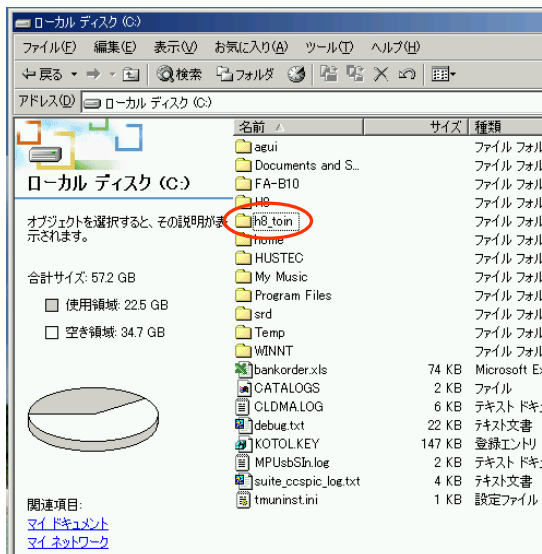 ローカル ディスク (C:)
ファイル(F) 編集(E) 表示(V) お気に入り(A) ツール(T) ヘルプ(H)
戻る 検索 フォルダ
アドレス(D) ローカル ディスク (C:)
名前 サイズ 種類
agui ファイル フォル
Documents and S... ファイル フォル
FA-B10 ファイル フォル
H8 ファイル フォル
h8_toin ファイル フォル
home ファイル フォル
HUSTEC ファイル フォル
My Music ファイル フォル
Program Files ファイル フォル
srd ファイル フォル
Temp ファイル フォル
WINNT ファイル フォル
bankorder.xls 74 KB Microsoft Ex
CATALOGS 2 KB ファイル
CLDMA.LOG 6 KB テキスト ドキュ
debug.txt 22 KB テキスト文書
KOTOL.KEY 147 KB 登録エントリ
MPUsbSIn.log 2 KB テキスト ドキュ
suite_ccspic_log.txt 4 KB テキスト文書
tmuninst.ini 1 KB 設定ファイル
ローカル ディスク (C:)
オブジェクトを選択すると、その説明が表
示されます。
合計サイズ: 57.2 GB
使用領域: 22.5 GB
空き領域: 34.7 GB
関連項目:
マイ ドキュメント
マイ ネットワーク